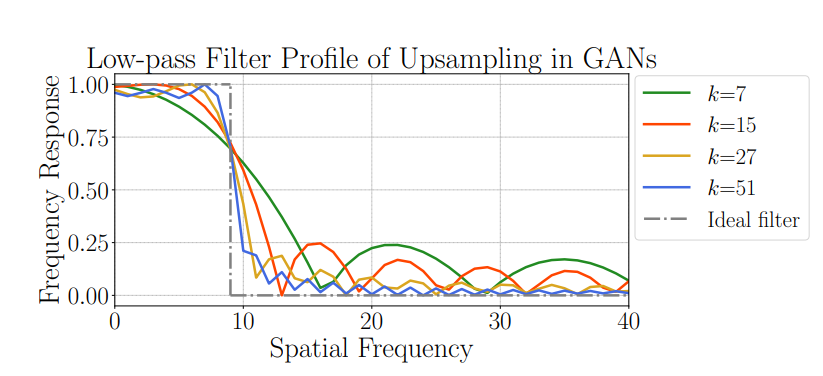 Low-pass Filter Profile of Upsampling in GANs
Frequency Response
1.00
0.75
0.50
0.25
0.00
0 10 20 30 40
Spatial Frequency
k=7
k=15
k=27
k=51
Ideal filter